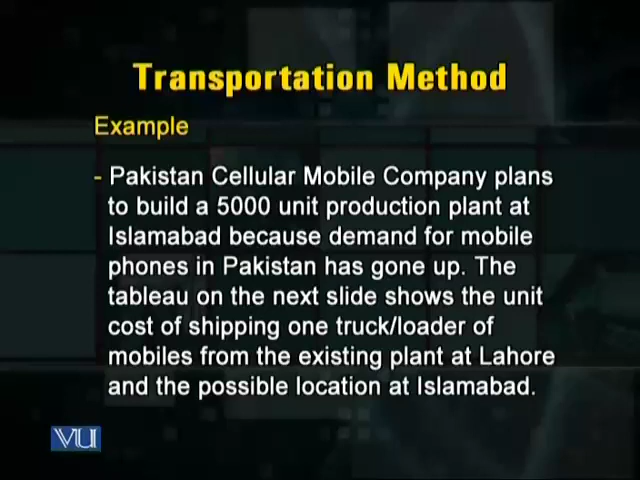 Transportation Method
Example
- Pakistan Cellular Mobile Company plans
to build a 5000 unit production plant at
Islamabad because demand for mobile
phones in Pakistan has gone up. The
tableau on the next slide shows the unit
cost of shipping one truck/loader of
mobiles from the existing plant at Lahore
and the possible location at Islamabad.
VU